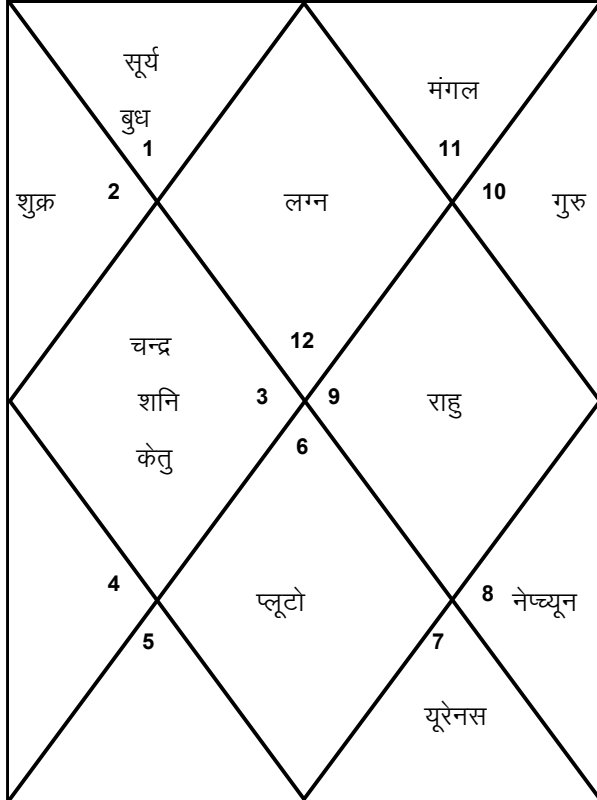 सूर्य
मंगल
बुध
1
11
शुक्र
2
लग्न
10
गुरु
चन्द्र
12
शनि
3
9
राहु
केतु
6
4
प्लूटो
8
नेप्च्यून
5
7
यूरेनस